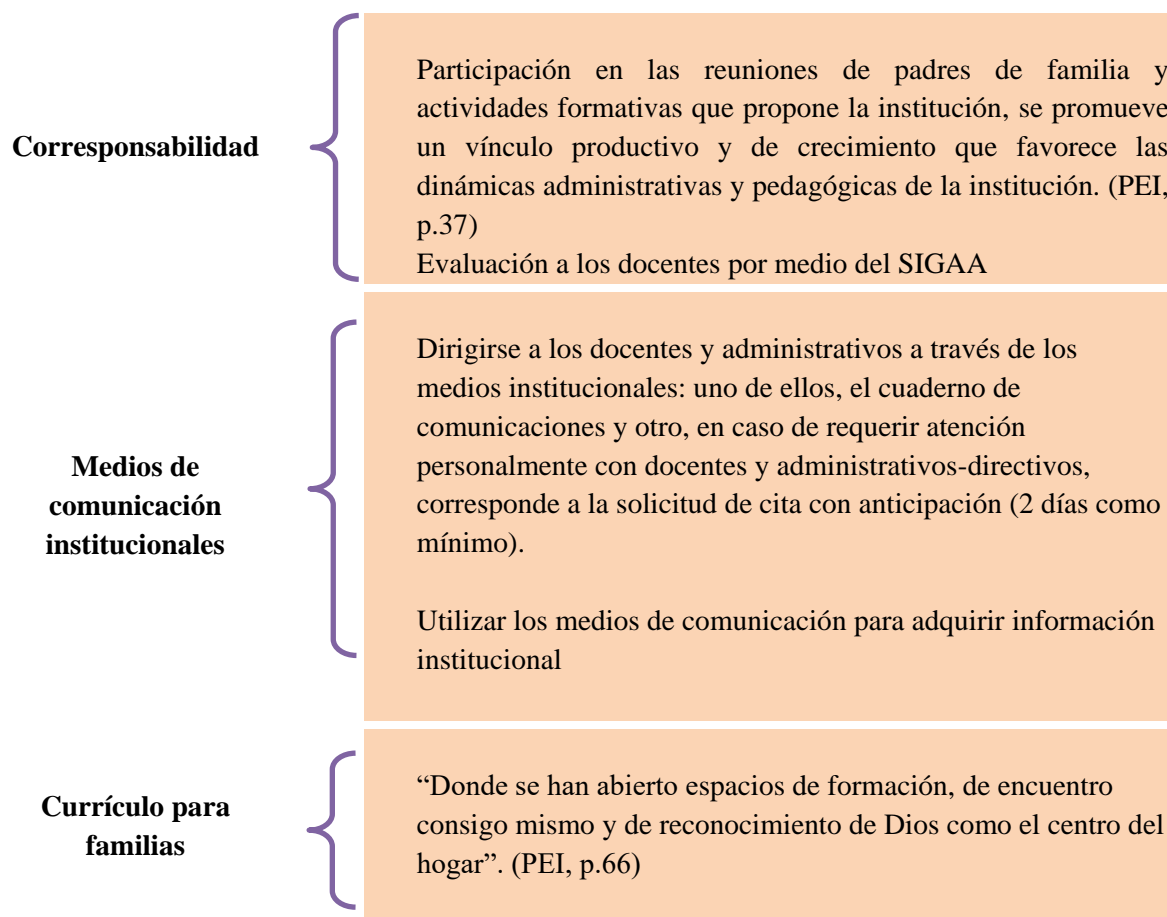 Corresponsabilidad
Participación en las reuniones de padres de familia y
actividades formativas que propone la institución, se promueve
un vínculo productivo y de crecimiento que favorece las
dinámicas administrativas y pedagógicas de la institución. (PEI,
p.37)
Evaluación a los docentes por medio del SIGAA
Medios de
comunicación
institucionales
Dirigirse a los docentes y administrativos a través de los
medios institucionales: uno de ellos, el cuaderno de
comunicaciones y otro, en caso de requerir atención
personalmente con docentes y administrativos-directivos,
corresponde a la solicitud de cita con anticipación (2 días como
mínimo).
Utilizar los medios de comunicación para adquirir información
institucional
Currículo para
familias
“Donde se han abierto espacios de formación, de encuentro
consigo mismo y de reconocimiento de Dios como el centro del
hogar”. (PEI, p.66)